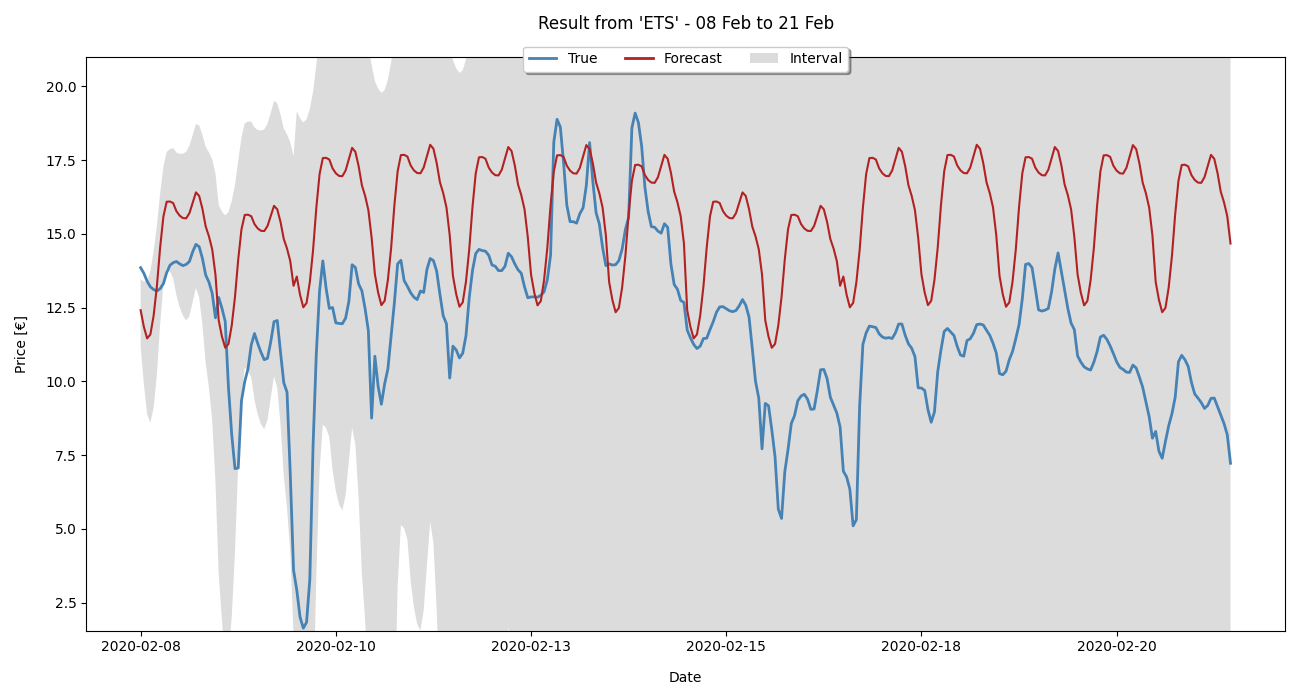 Result from 'ETS' - 08 Feb to 21 Feb
True Forecast Interval
20.0
17.5
15.0
12.5
10.0
7.5
5.0
2.5
Price [€]
2020-02-08 2020-02-10 2020-02-13 2020-02-15 2020-02-18 2020-02-20
Date